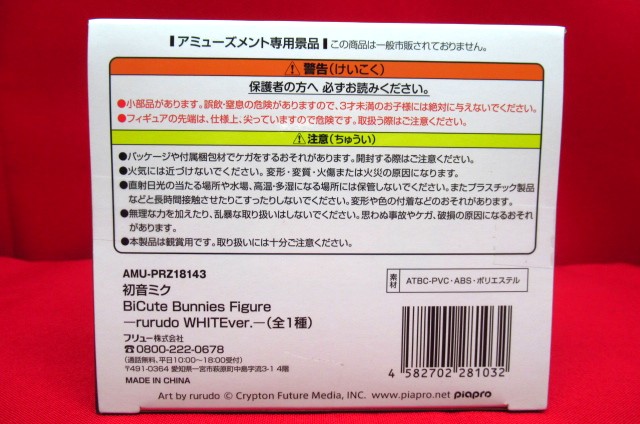 アミューズメント専用景品 この商品は一般市販されておりません。
⚠警告(けいこく)
保護者の方へ 必ずお読みください。
●小部品があります。誤飲・窒息の危険がありますので、3才未満のお子様には絶対に与えないでください。
●フィギュアの先端は、仕様上、尖っていますので危険です。取扱う際はご注意ください。
⚠注意(ちゅうい)
●パッケージや付属梱包材でケガをするおそれがあります。開封する際はご注意ください。
●火気には近づけないでください。変形・変質・火傷または火災の原因になります。
●直射日光の当たる場所や水場、高温・多湿になる場所には保管しないでください。またプラスチック製品
などと長時間接触させたりこすったりしないでください。変形や色の付着などのおそれがあります。
●無理な力を加えたり、乱暴な取り扱いはしないでください。思わぬ事故やケガ、破損の原因になるおそれ
があります。
●本製品は観賞用です。取り扱いには十分ご注意ください。
AMU-PRZ18143
初音ミク
BiCute Bunnies Figure
―rurudo WHITEver.―(全1種)
フリュー株式会社
☎0800-222-0678
(通話無料、平日10:00~18:00受付)
〒491-0364 愛知県一宮市萩原町中島字流3-1 4階
MADE IN CHINA
素材 ATBC-PVC・ABS・ポリエステル
4 582702 281032
Art by rurudo © Crypton Future Media, INC. www.piapro.net piapro